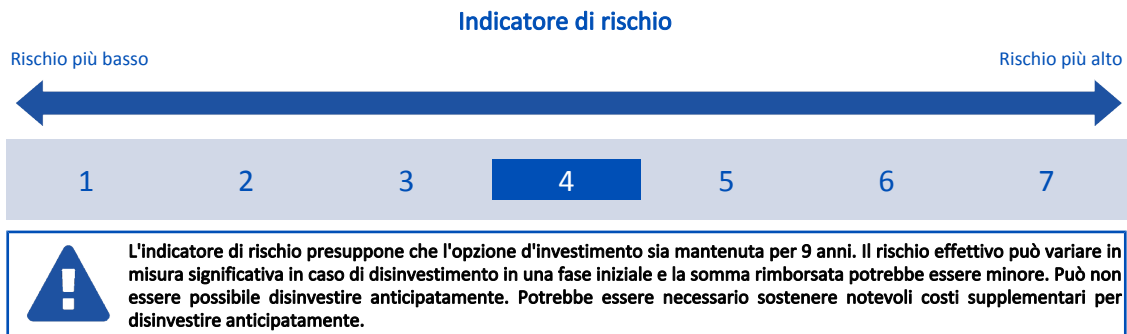 Indicatore di rischio
Rischio più basso
Rischio più alto
1 2 3 4 5 6 7
L'indicatore di rischio presuppone che l'opzione d'investimento sia mantenuta per 9 anni. Il rischio effettivo può variare in
misura significativa in caso di disinvestimento in una fase iniziale e la somma rimborsata potrebbe essere minore. Può non
essere possibile disinvestire anticipatamente. Potrebbe essere necessario sostenere notevoli costi supplementari per
disinvestire anticipatamente.